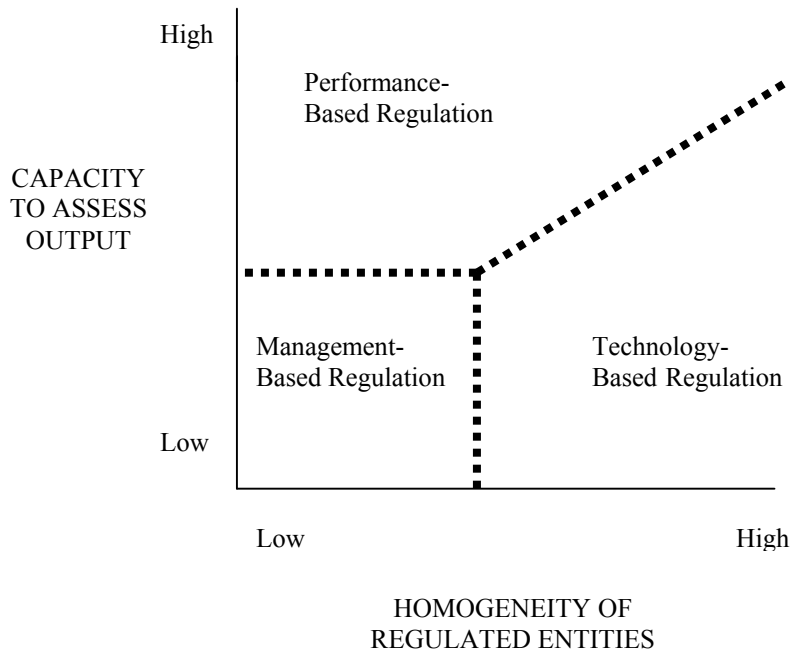 High
Performance-
Based Regulation
CAPACITY
TO ASSESS
OUTPUT
Management-
Based Regulation
Technology-
Based Regulation
Low
Low
High
HOMOGENEITY OF
REGULATED ENTITIES